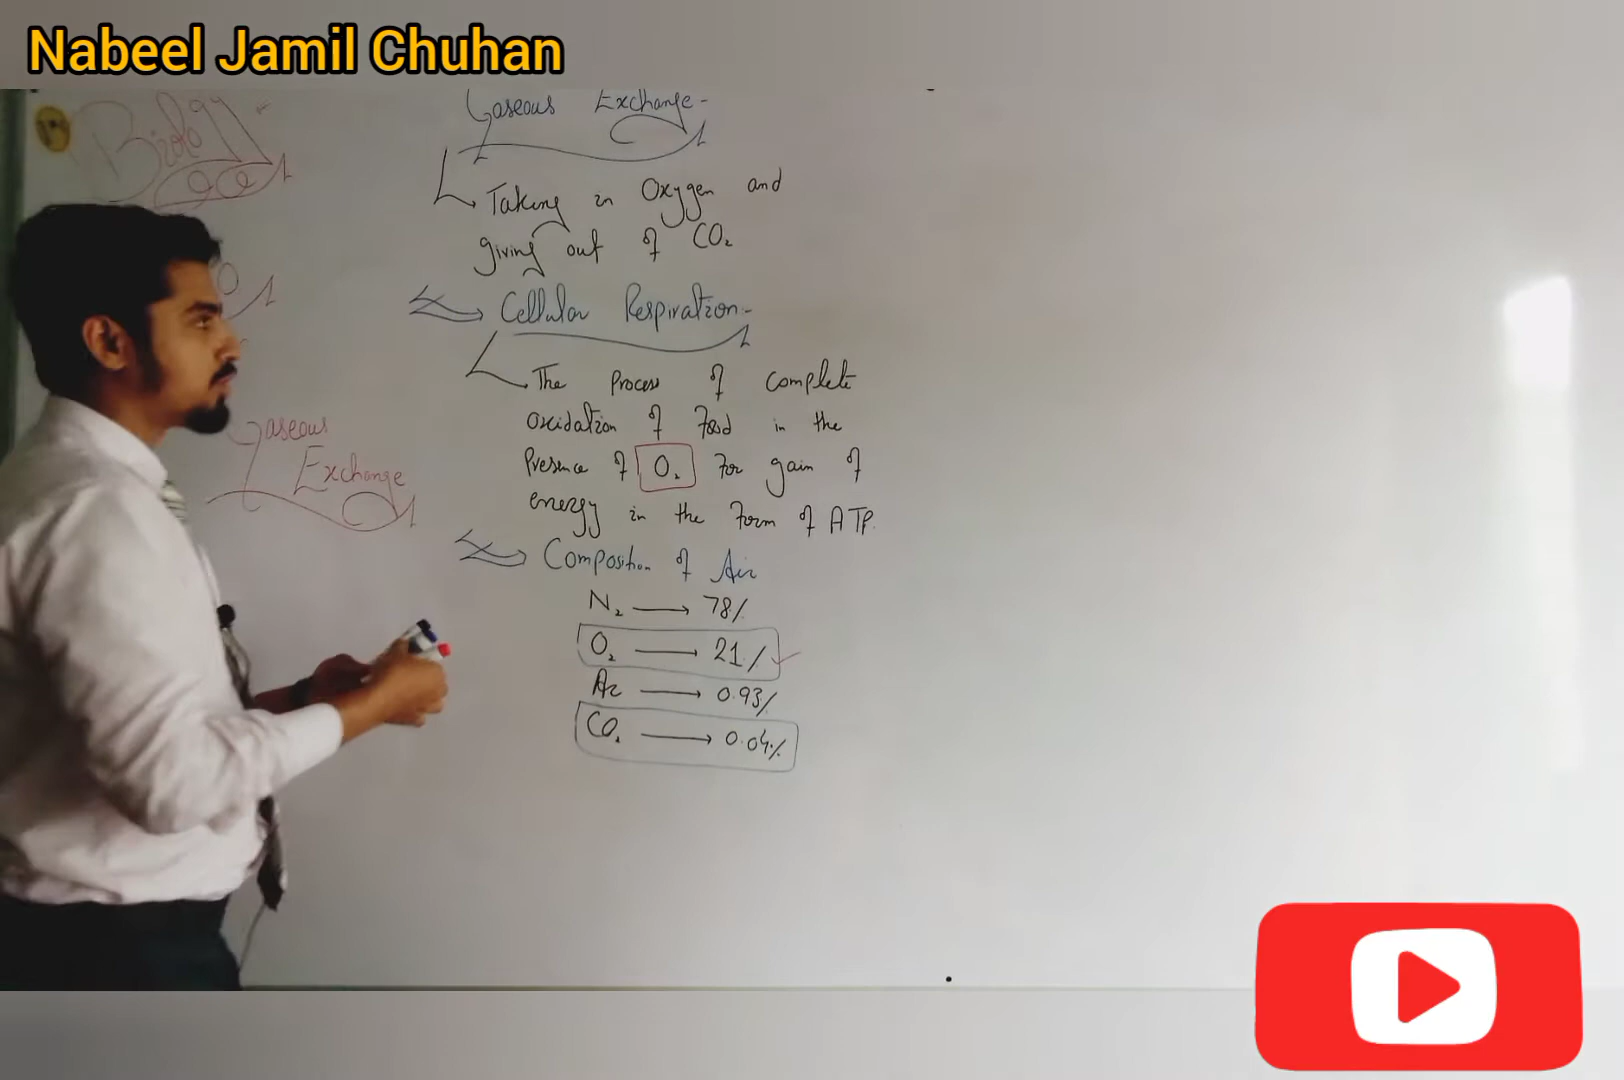 Nabeel Jamil Chuhan
Biology
Gaseous
Exchange
Gaseous Exchange-
Taking in Oxygen and
giving out of CO₂
Cellular Respiration-
The Process of complete
oxidation of Food in the
Presence of O₂ For gain of
energy in the Form of ATP.
Composition of Air
N₂ → 78%
O₂ → 21%
Ar → 0.93%
CO₂ → 0.04%